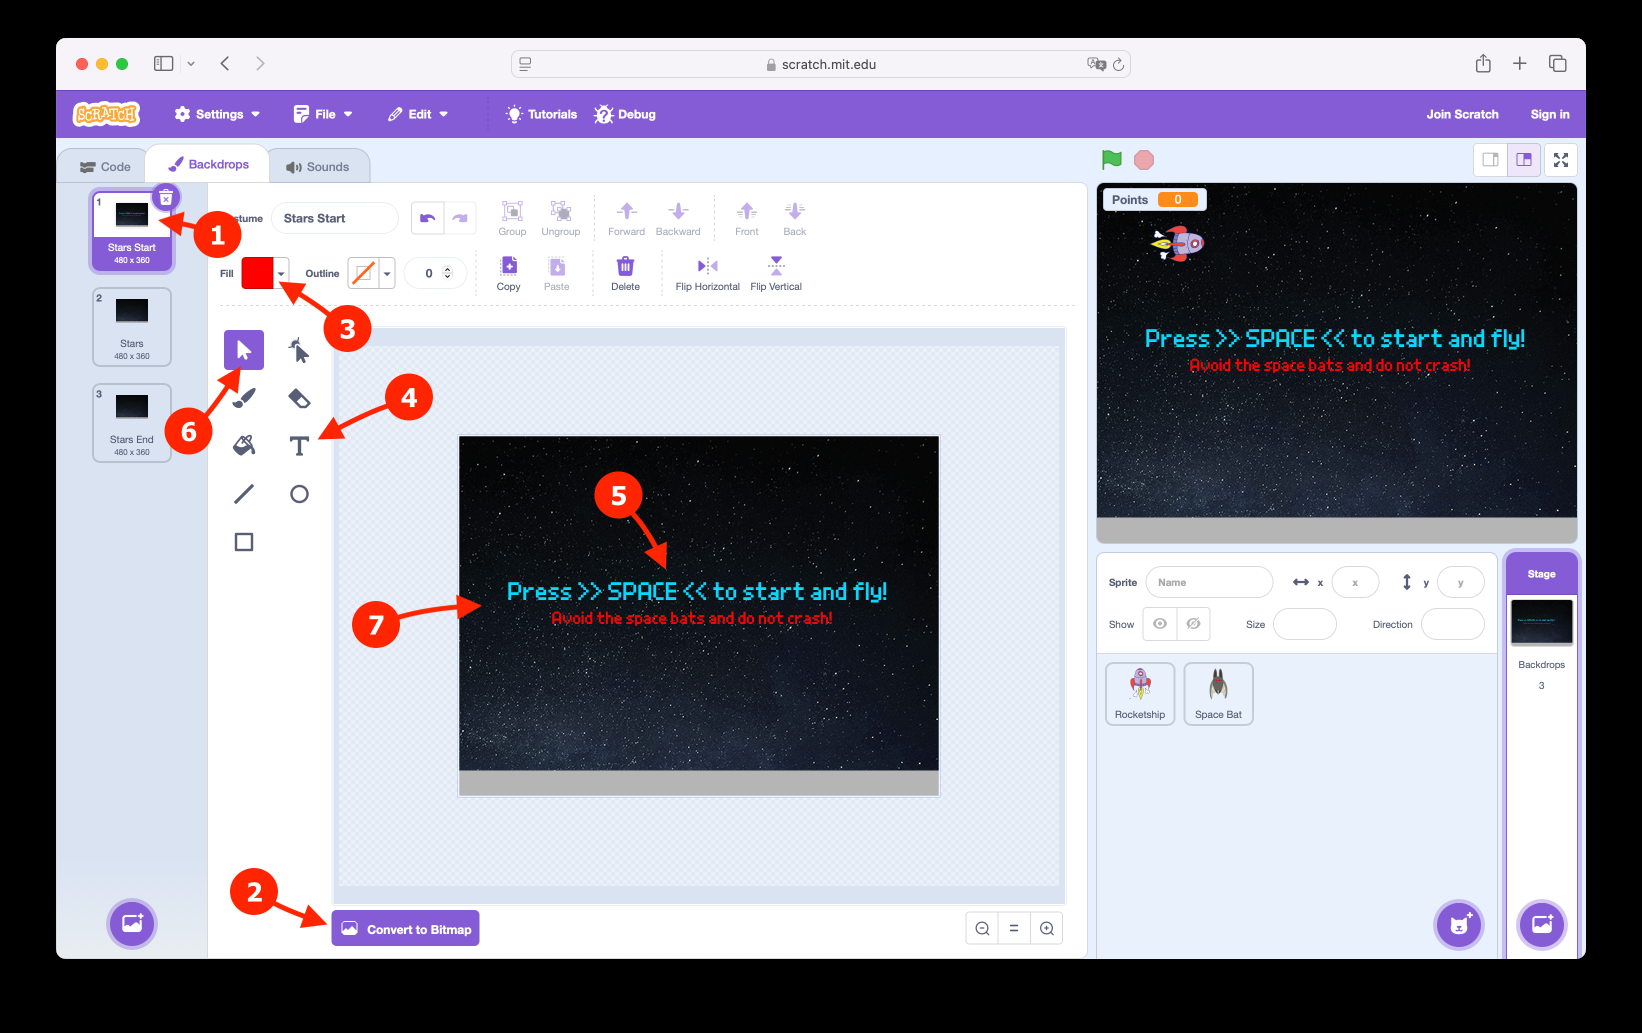 scratch.mit.edu
SCRATCH
Settings
File
Edit
Tutorials
Debug
Join Scratch
Sign in
Code
Backdrops
Sounds
1
Stars Start
480 x 360
2
Stars
480 x 360
3
Stars End
480 x 360
ostume
Stars Start
Group
Ungroup
Forward
Backward
Front
Back
Fill
Outline
0
Copy
Paste
Delete
Flip Horizontal
Flip Vertical
T
1
3
4
6
5
7
2
Press >> SPACE << to start and fly!
Avoid the space bats and do not crash!
Convert to Bitmap
=
Points 0
Press >> SPACE << to start and fly!
Avoid the space bats and do not crash!
Sprite
Name
x
x
y
y
Show
Size
Direction
Rocketship
Space Bat
Stage
Backdrops
3